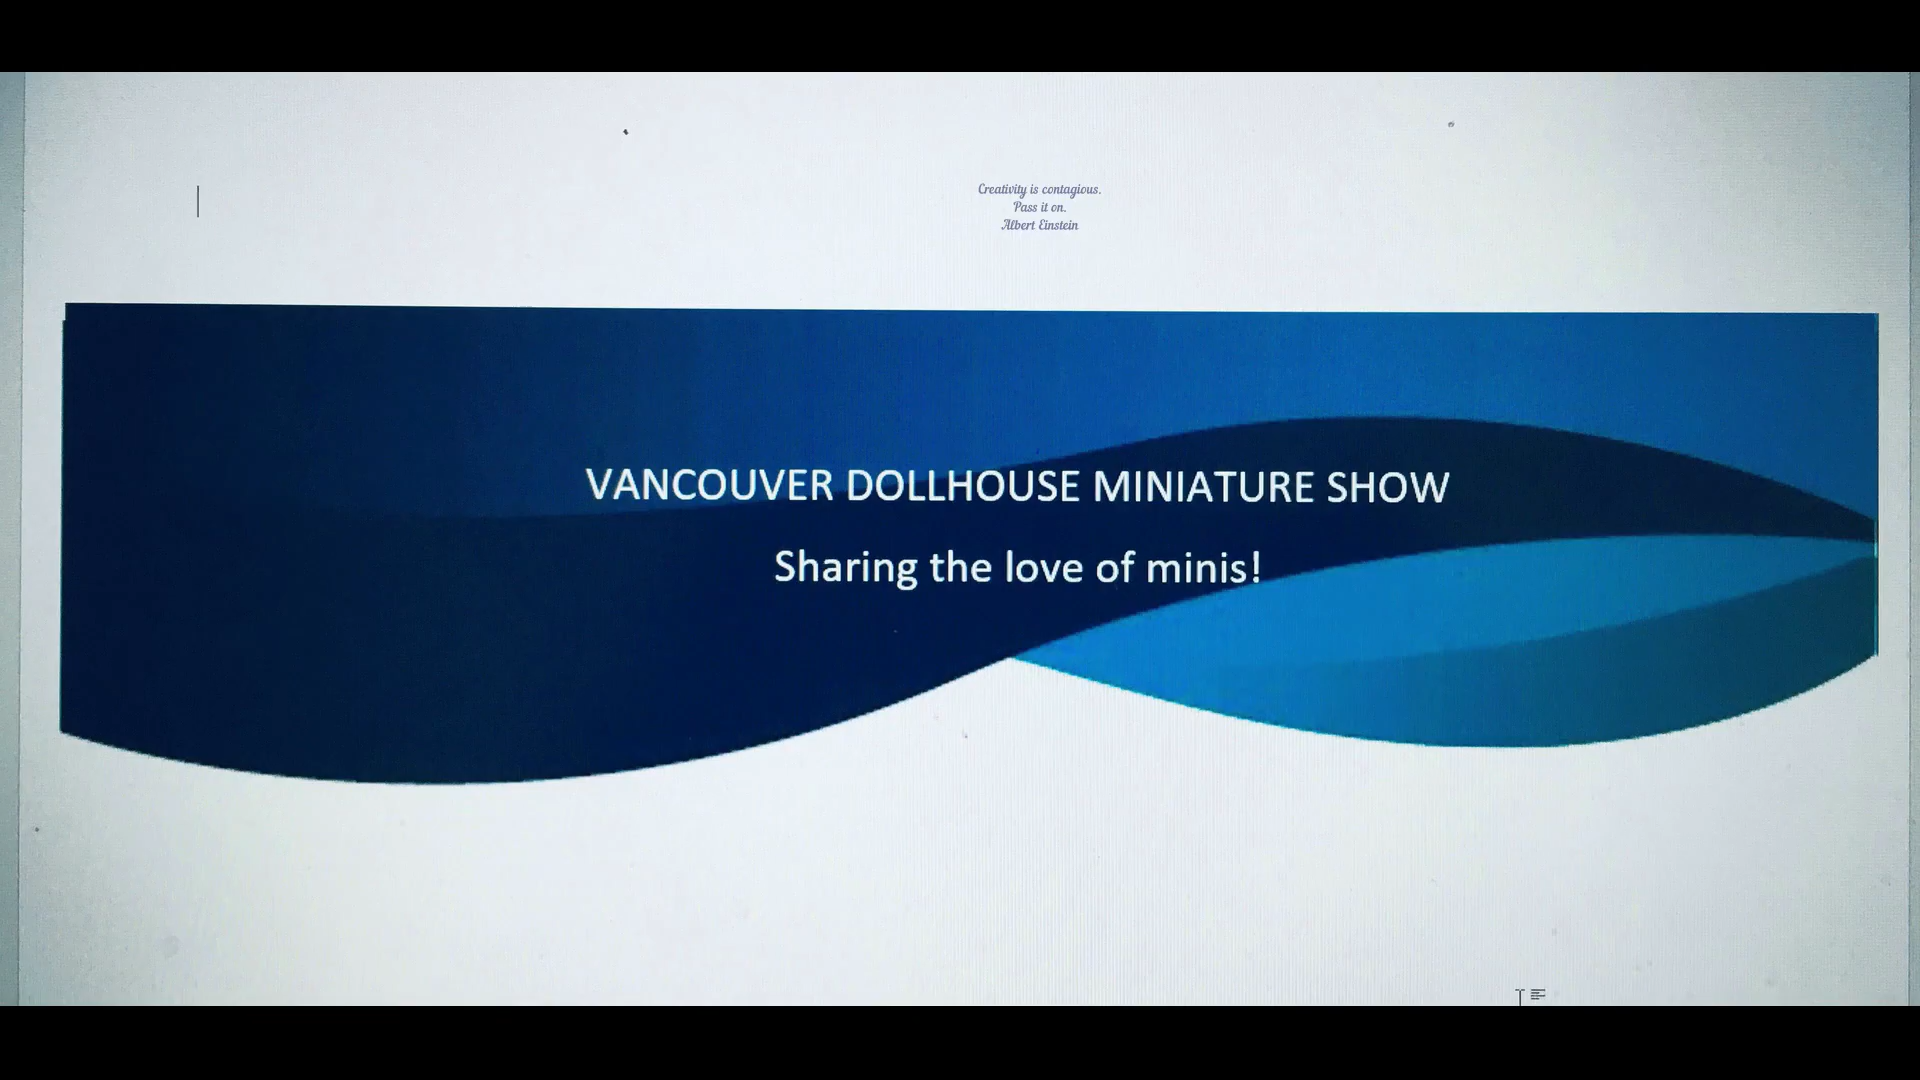 Creativity is contagious.
Pass it on.
Albert Einstein
VANCOUVER DOLLHOUSE MINIATURE SHOW
Sharing the love of minis!